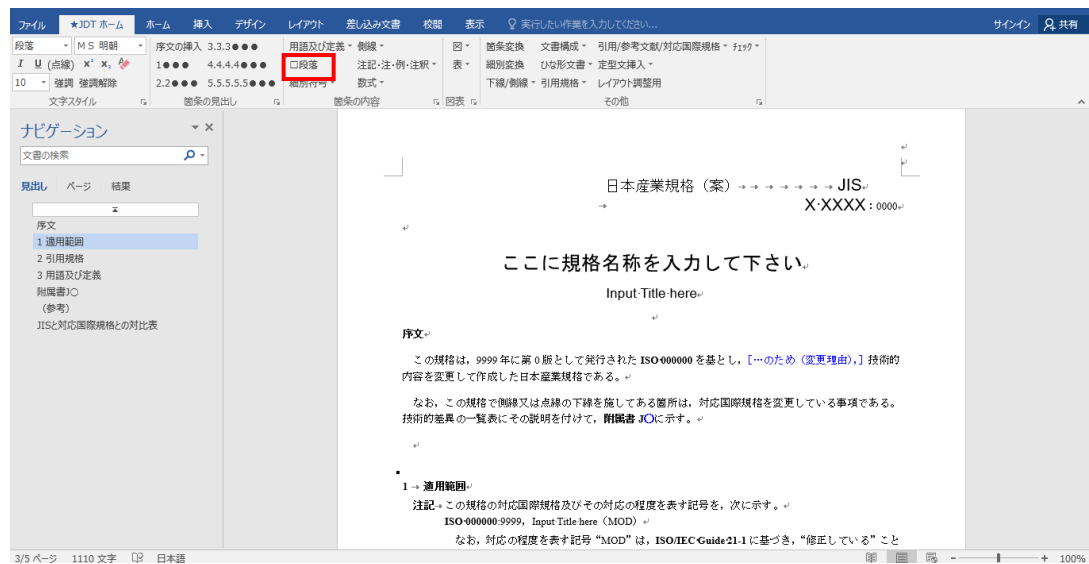 ファイル ★JDT ホーム ホーム 挿入 デザイン レイアウト 差し込み文書 校閲 表示 実行したい作業を入力してください... サインイン 共有
段落 ＭＳ 明朝 序文の挿入 3.3.3●●● 用語及び定義 側線 図 箇条変換 文書構成 引用/参考文献/対応国際規格 ﾁｪｯｸ
I U (点線) x² x₂ 1●●● 4.4.4.4●●● 口段落 注記・注・例・注釈 表 細別変換 ひな形文書 定型文挿入
10 強調 強調解除 2.2●●● 5.5.5.5.5●●● 細別符号 数式 下線/側線 引用規格 レイアウト調整用
文字スタイル 箇条の見出し 箇条の内容 図表 その他
ナビゲーション
文書の検索
見出し ページ 結果
序文
1 適用範囲
2 引用規格
3 用語及び定義
附属書J〇
（参考）
JISと対応国際規格との対比表
日本産業規格（案）→→→→→→→JIS
→ X·XXXX：0000
ここに規格名称を入力して下さい
Input·Title·here
序文
この規格は，9999 年に第 0 版として発行された ISO·000000 を基とし，[…のため（変更理由），] 技術的
内容を変更して作成した日本産業規格である。
なお，この規格で側線又は点線の下線を施してある箇所は，対応国際規格を変更している事項である。
技術的差異の一覧表にその説明を付けて，附属書 J〇に示す。
1→適用範囲
注記→この規格の対応国際規格及びその対応の程度を表す記号を，次に示す。
ISO·000000:9999，Input·Title·here（MOD）
なお，対応の程度を表す記号“MOD”は，ISO/IEC·Guide·21-1 に基づき，“修正している”こと
3/5 ページ 1110 文字 日本語 100%